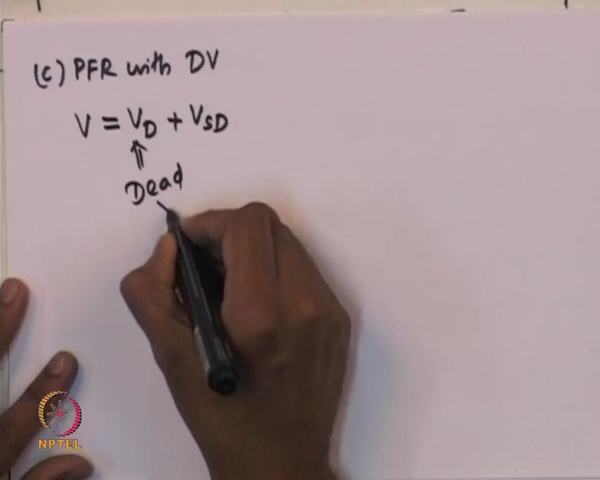 (c) PFR with DV
V = V_D + V_SD
⇑
Dead
NPTEL